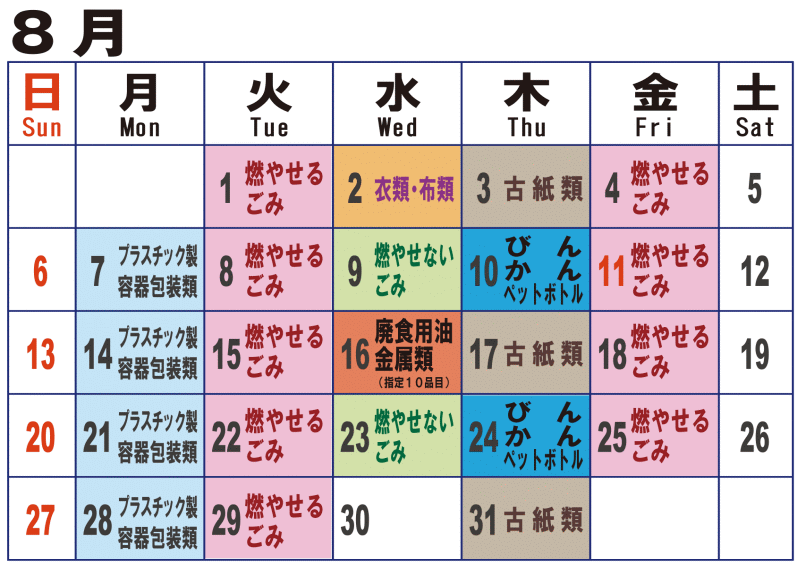 8月
日 月 火 水 木 金 土
Sun Mon Tue Wed Thu Fri Sat
1 燃やせる
ごみ
2 衣類・布類
3 古紙類
4 燃やせる
ごみ
5
6
7 プラスチック製
容器包装類
8 燃やせる
ごみ
9 燃やせない
ごみ
10 びん
かん
ペットボトル
11 燃やせる
ごみ
12
13
14 プラスチック製
容器包装類
15 燃やせる
ごみ
16 廃食用油
金属類
(指定10品目)
17 古紙類
18 燃やせる
ごみ
19
20
21 プラスチック製
容器包装類
22 燃やせる
ごみ
23 燃やせない
ごみ
24 びん
かん
ペットボトル
25 燃やせる
ごみ
26
27
28 プラスチック製
容器包装類
29 燃やせる
ごみ
30
31 古紙類